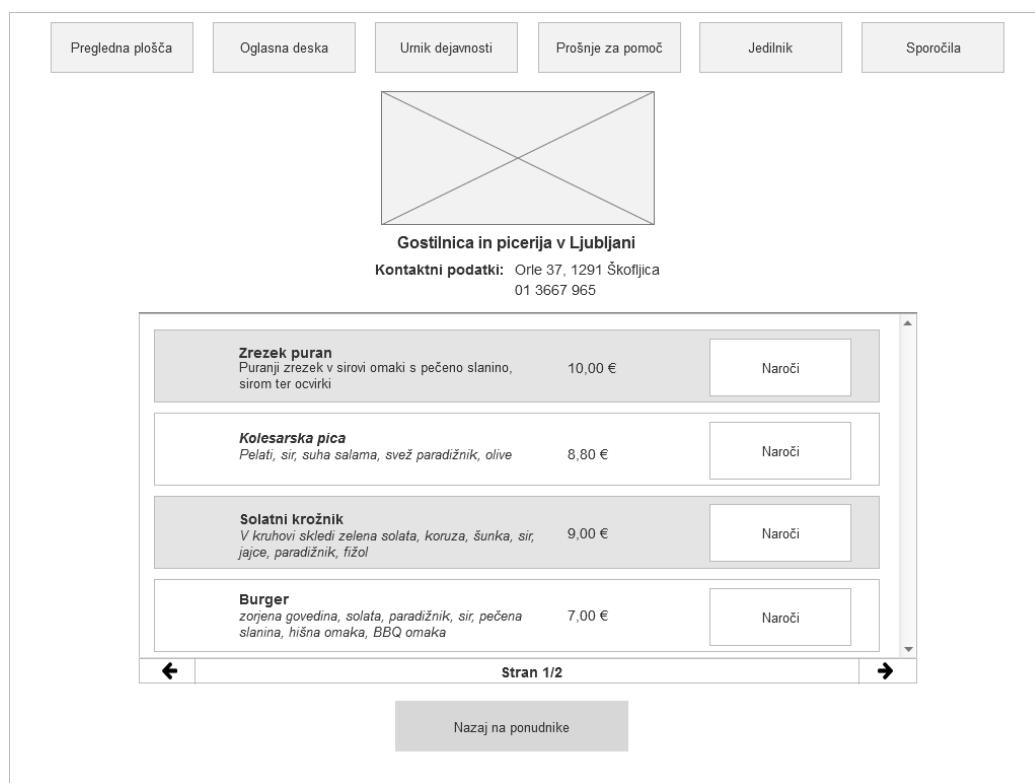 Pregledna plošča
Oglasna deska
Urnik dejavnosti
Prošnje za pomoč
Jedilnik
Sporočila
Gostilnica in picerija v Ljubljani
Kontaktni podatki: Orle 37, 1291 Škofljica
01 3667 965
Zrezek puran
Puranji zrezek v sirovi omaki s pečeno slanino,
sirom ter ocvirki
10,00 €
Naroči
Kolesarska pica
Pelati, sir, suha salama, svež paradižnik, olive
8,80 €
Naroči
Solatni krožnik
V kruhovi skledi zelena solata, koruza, šunka, sir,
jajce, paradižnik, fižol
9,00 €
Naroči
Burger
zorjena govedina, solata, paradižnik, sir, pečena
slanina, hišna omaka, BBQ omaka
7,00 €
Naroči
Stran 1/2
Nazaj na ponudnike